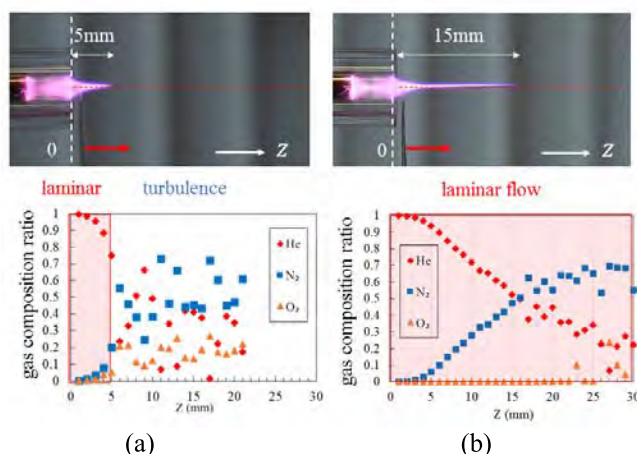 5mm
0
Z
15mm
0
Z
laminar
turbulence
gas composition ratio
1
0.9
0.8
0.7
0.6
0.5
0.4
0.3
0.2
0.1
0
0
5
10
15
20
25
30
Z (mm)
He
N₂
O₂
(a)
laminar flow
gas composition ratio
1
0.9
0.8
0.7
0.6
0.5
0.4
0.3
0.2
0.1
0
0
5
10
15
20
25
30
Z (mm)
He
N₂
O₂
(b)